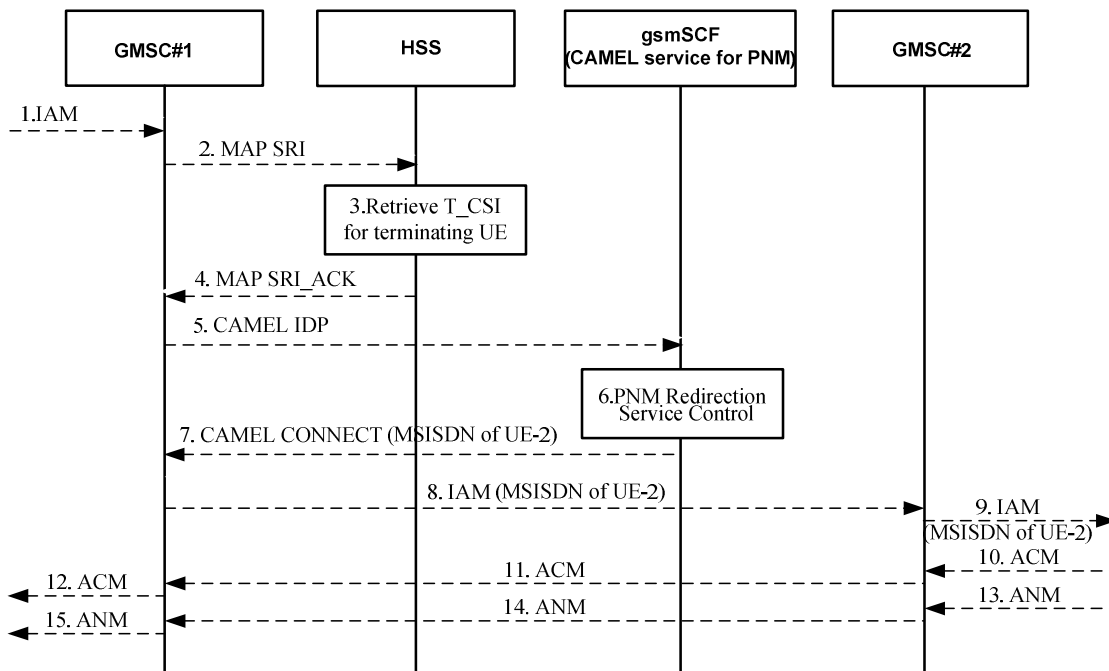 GMSC#1
HSS
gsmSCF
(CAMEL service for PNM)
GMSC#2
1.IAM
2. MAP SRI
3.Retrieve T_CSI
for terminating UE
4. MAP SRI_ACK
5. CAMEL IDP
6.PNM Redirection
Service Control
7. CAMEL CONNECT (MSISDN of UE-2)
8. IAM (MSISDN of UE-2)
9. IAM
(MSISDN of UE-2)
10. ACM
11. ACM
12. ACM
13. ANM
14. ANM
15. ANM